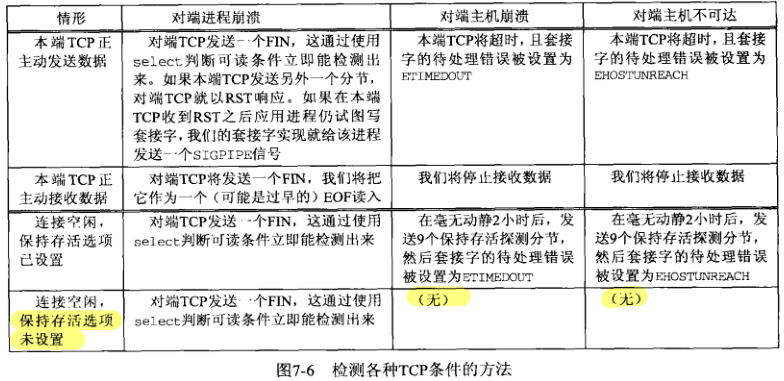 情形 对端进程崩溃 对端主机崩溃 对端主机不可达
本端TCP正
主动发送数据
对端TCP发送一个FIN，这通过使用
select判断可读条件立即能检测出
来。如果本端TCP发送另外一个分节，
对端TCP就以RST响应。如果在本端
TCP收到RST之后应用进程仍试图写
套接字，我们的套接字实现就给该进程
发送一个SIGPIPE信号
本端TCP将超时，且套接
字的待处理错误被设置为
ETIMEDOUT
本端TCP将超时，且套接
字的待处理错误被设置为
EHOSTUNREACH
本端TCP正
主动接收数据
对端TCP将发送一个FIN，我们将把
它作为一个（可能是过早的）EOF读入
我们将停止接收数据
我们将停止接收数据
连接空闲，
保持存活选项
已设置
对端TCP发送一个FIN，这通过使用
select判断可读条件立即能检测出来
在毫无动静2小时后，发
送9个保持存活探测分节，
然后套接字的待处理错误
被设置为ETIMEDOUT
在毫无动静2小时后，发
送9个保持存活探测分节，
然后套接字的待处理错误
被设置为EHOSTUNREACH
连接空闲，
保持存活选项
未设置
对端TCP发送一个FIN，这通过使用
select判断可读条件立即能检测出来
（无）
（无）
图7-6 检测各种TCP条件的方法